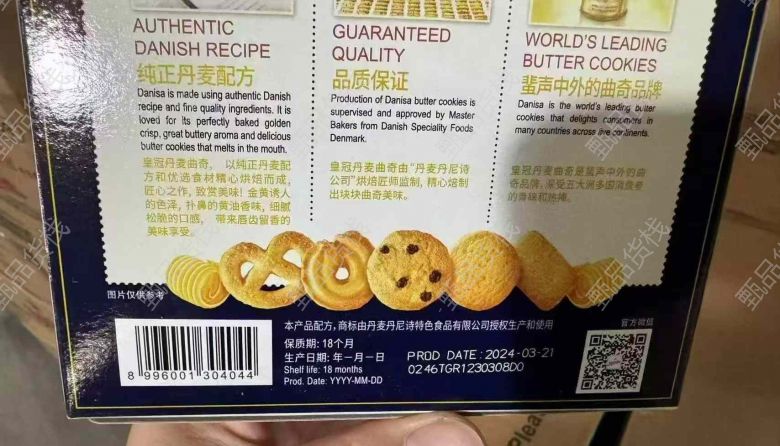 AUTHENTIC
DANISH RECIPE
纯正丹麦配方
Danisa is made using authentic Danish
recipe and fine quality ingredients. It is
loved for its perfectly baked golden
crisp, great buttery aroma and delicious
butter cookies that melts in the mouth.
皇冠丹麦曲奇， 以纯正丹麦配
方和优选食材精心烘焙而成，
匠心之作，致赏美味! 金黄诱人
的色泽，扑鼻的黄油香味，细腻
松脆的口感， 带来唇齿留香的
美味享受。
GUARANTEED
QUALITY
品质保证
Production of Danisa butter cookies is
supervised and approved by Master
Bakers from Danish Speciality Foods
Denmark.
皇冠丹麦曲奇由“丹麦丹尼诗
公司”烘焙匠师监制，精心焙制
出块块曲奇美味。
WORLD'S LEADING
BUTTER COOKIES
蜚声中外的曲奇品牌
Danisa is the world's leading butter
cookies that delights consumers in
many countries across five continents.
皇冠丹麦曲奇是蜚声中外的曲
奇品牌，深受五大洲多国消费者
的青睐和热捧。
图片仅供参考
本产品配方，商标由丹麦丹尼诗特色食品有限公司授权生产和使用
保质期: 18个月
生产日期: 年－月－日
Shelf life: 18 months
Prod. Date: YYYY-MM-DD
PROD DATE: 2024-03-21
0246TGR1230308D0
官方微信
8 996001 304044
甄品货栈